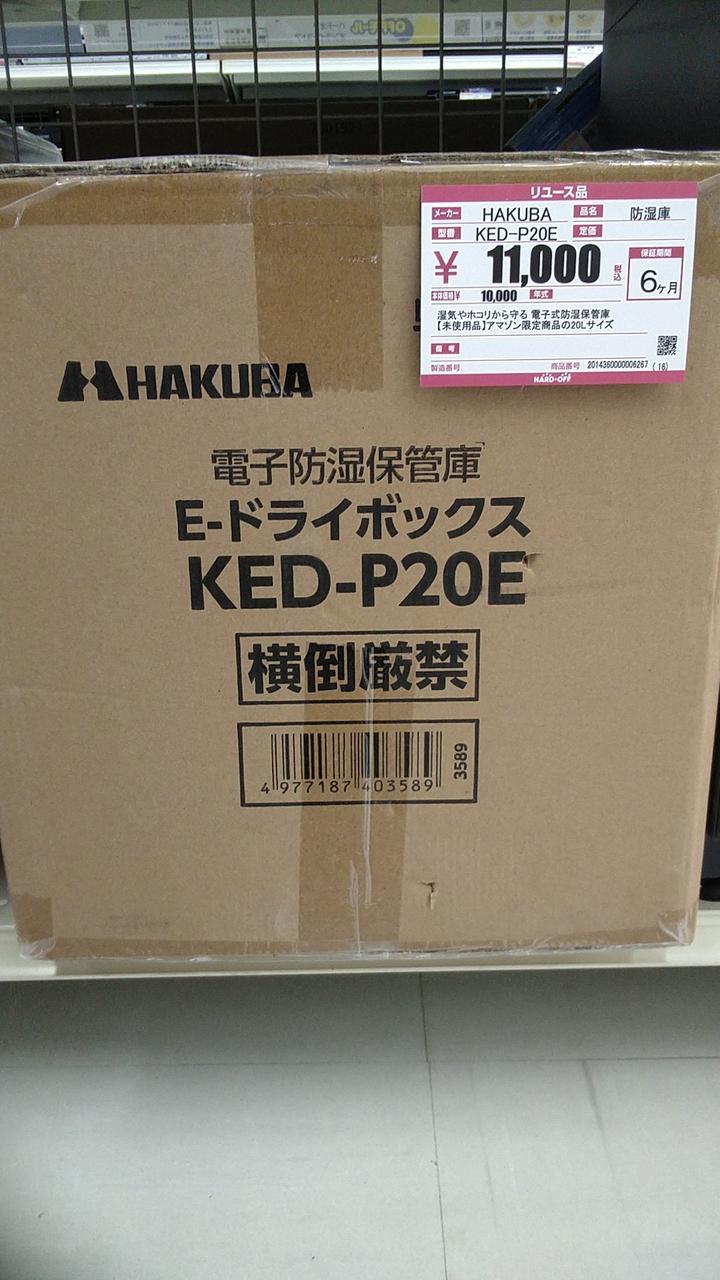 リユース品
メーカー HAKUBA 品名 防湿庫
型番 KED-P20E 定価
¥ 11,000 税込 保証期間 6ヶ月
本体価格¥ 10,000 年式
湿気やホコリから守る 電子式防湿保管庫
【未使用品】アマゾン限定商品の20Lサイズ
備考
製造番号 商品番号 2014360000006267 (16)
HARD-OFF
HAKUBA
電子防湿保管庫
E-ドライボックス
KED-P20E
横倒厳禁
4 977187 403589
3589